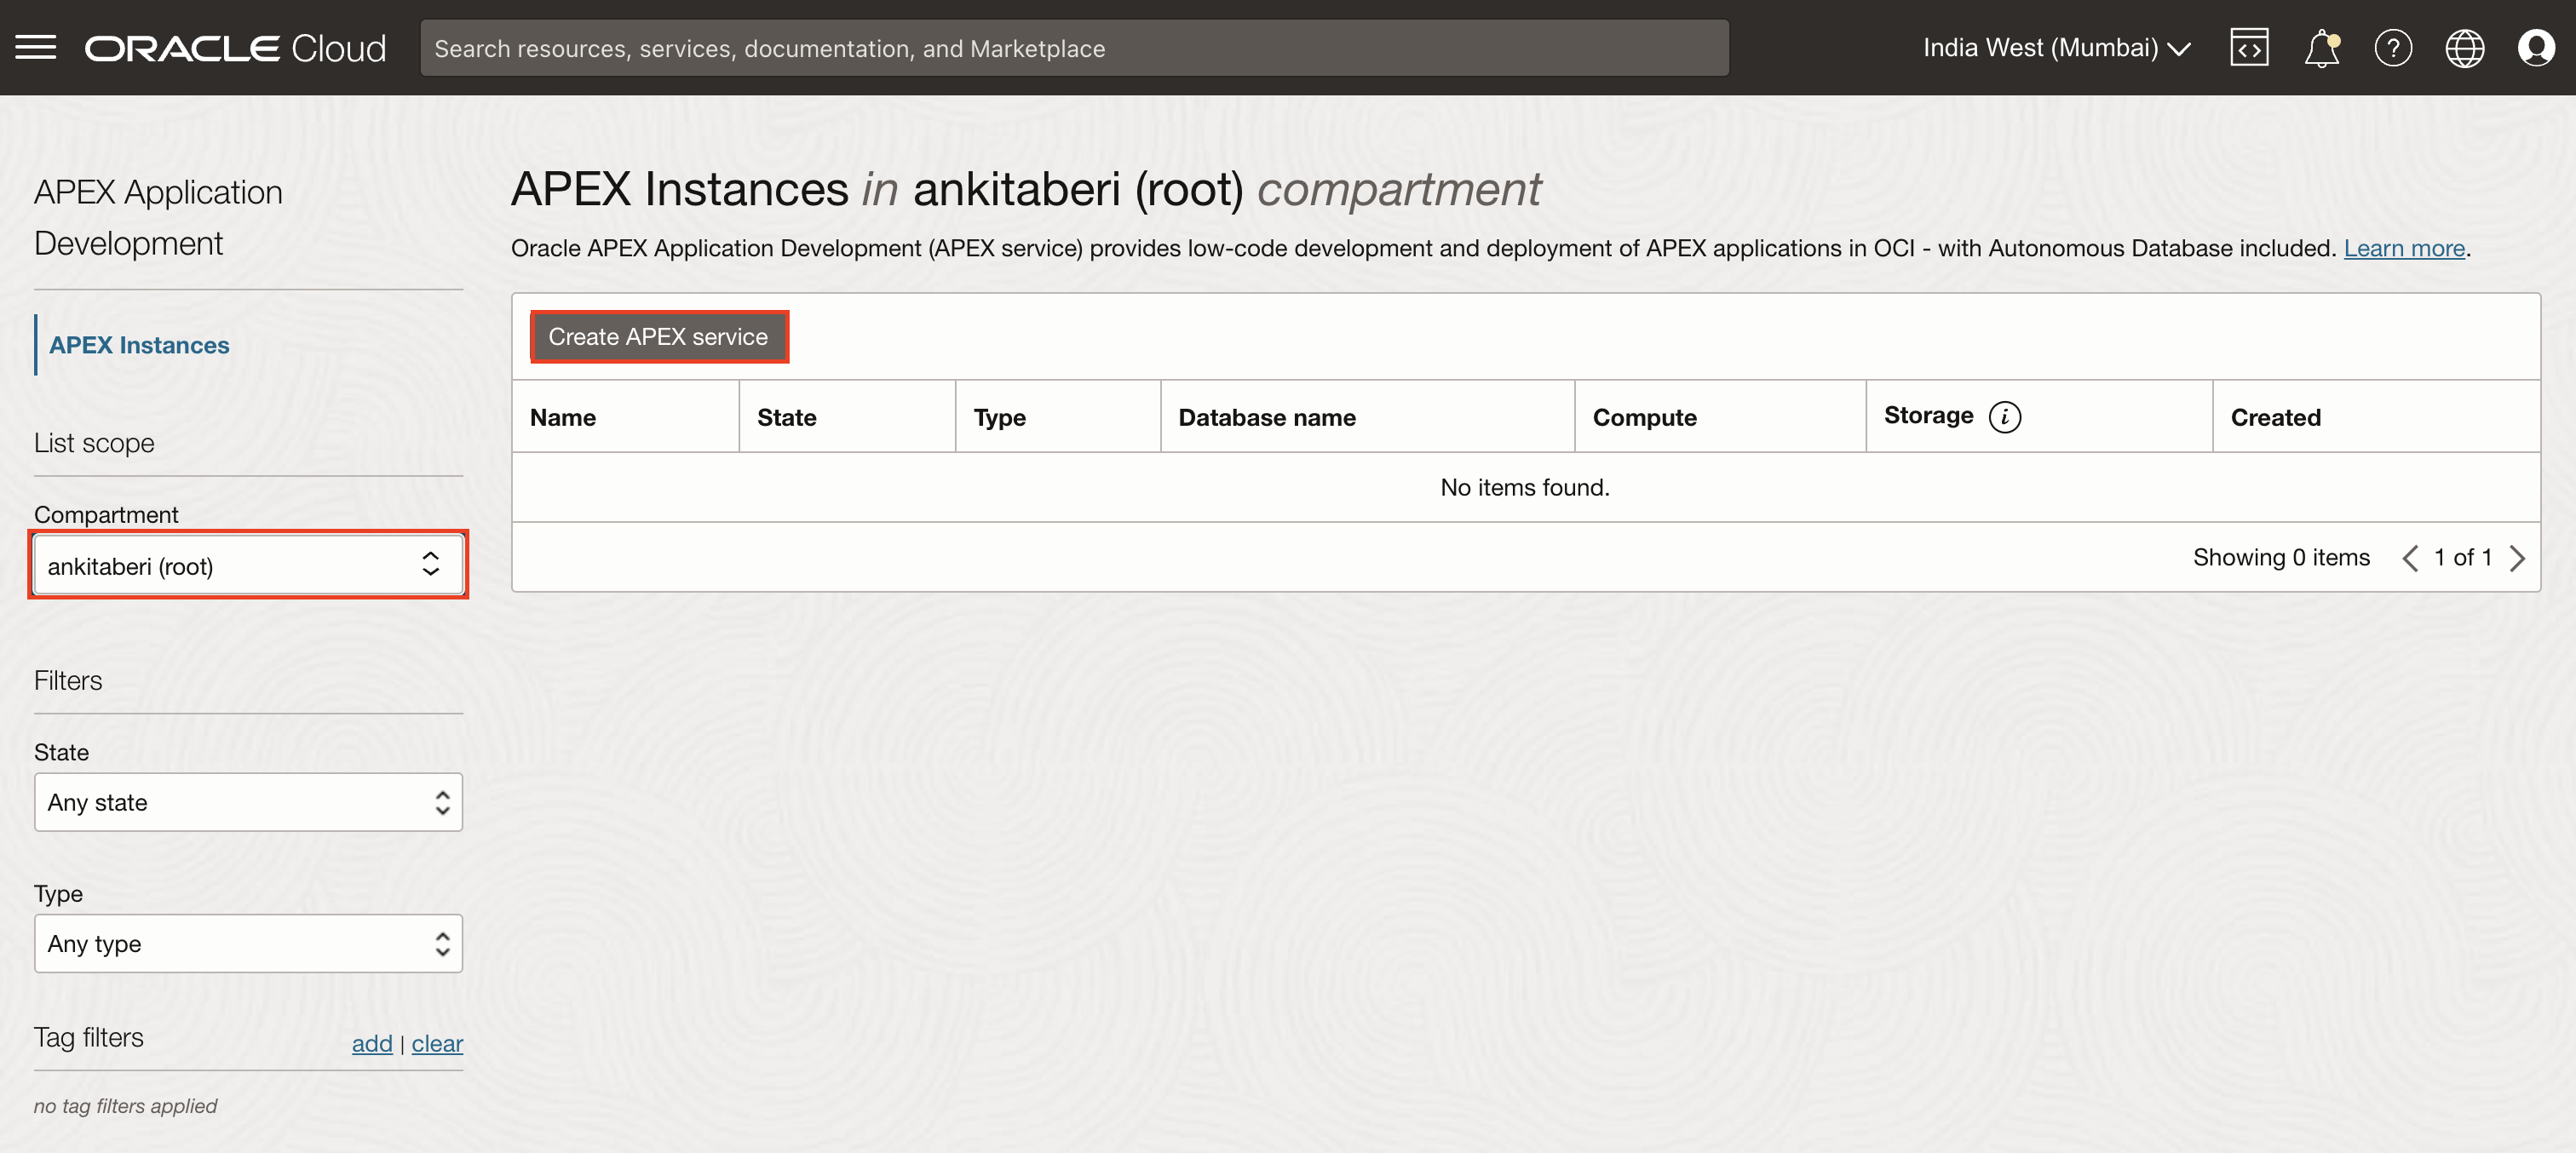 ORACLE Cloud
Search resources, services, documentation, and Marketplace
India West (Mumbai)
APEX Application
Development
APEX Instances
List scope
Compartment
ankitaberi (root)
Filters
State
Any state
Type
Any type
Tag filters
add | clear
no tag filters applied
APEX Instances in ankitaberi (root) compartment
Oracle APEX Application Development (APEX service) provides low-code development and deployment of APEX applications in OCI - with Autonomous Database included. Learn more.
Create APEX service
Name State Type Database name Compute Storage i Created
No items found.
Showing 0 items < 1 of 1 >